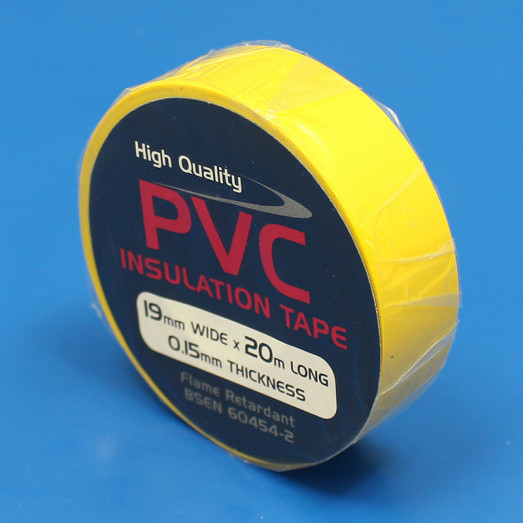 High Quality
PVC
INSULATION TAPE
19mm WIDE x 20m LONG
0.15mm THICKNESS
Flame Retardant
BSEN 60454-2